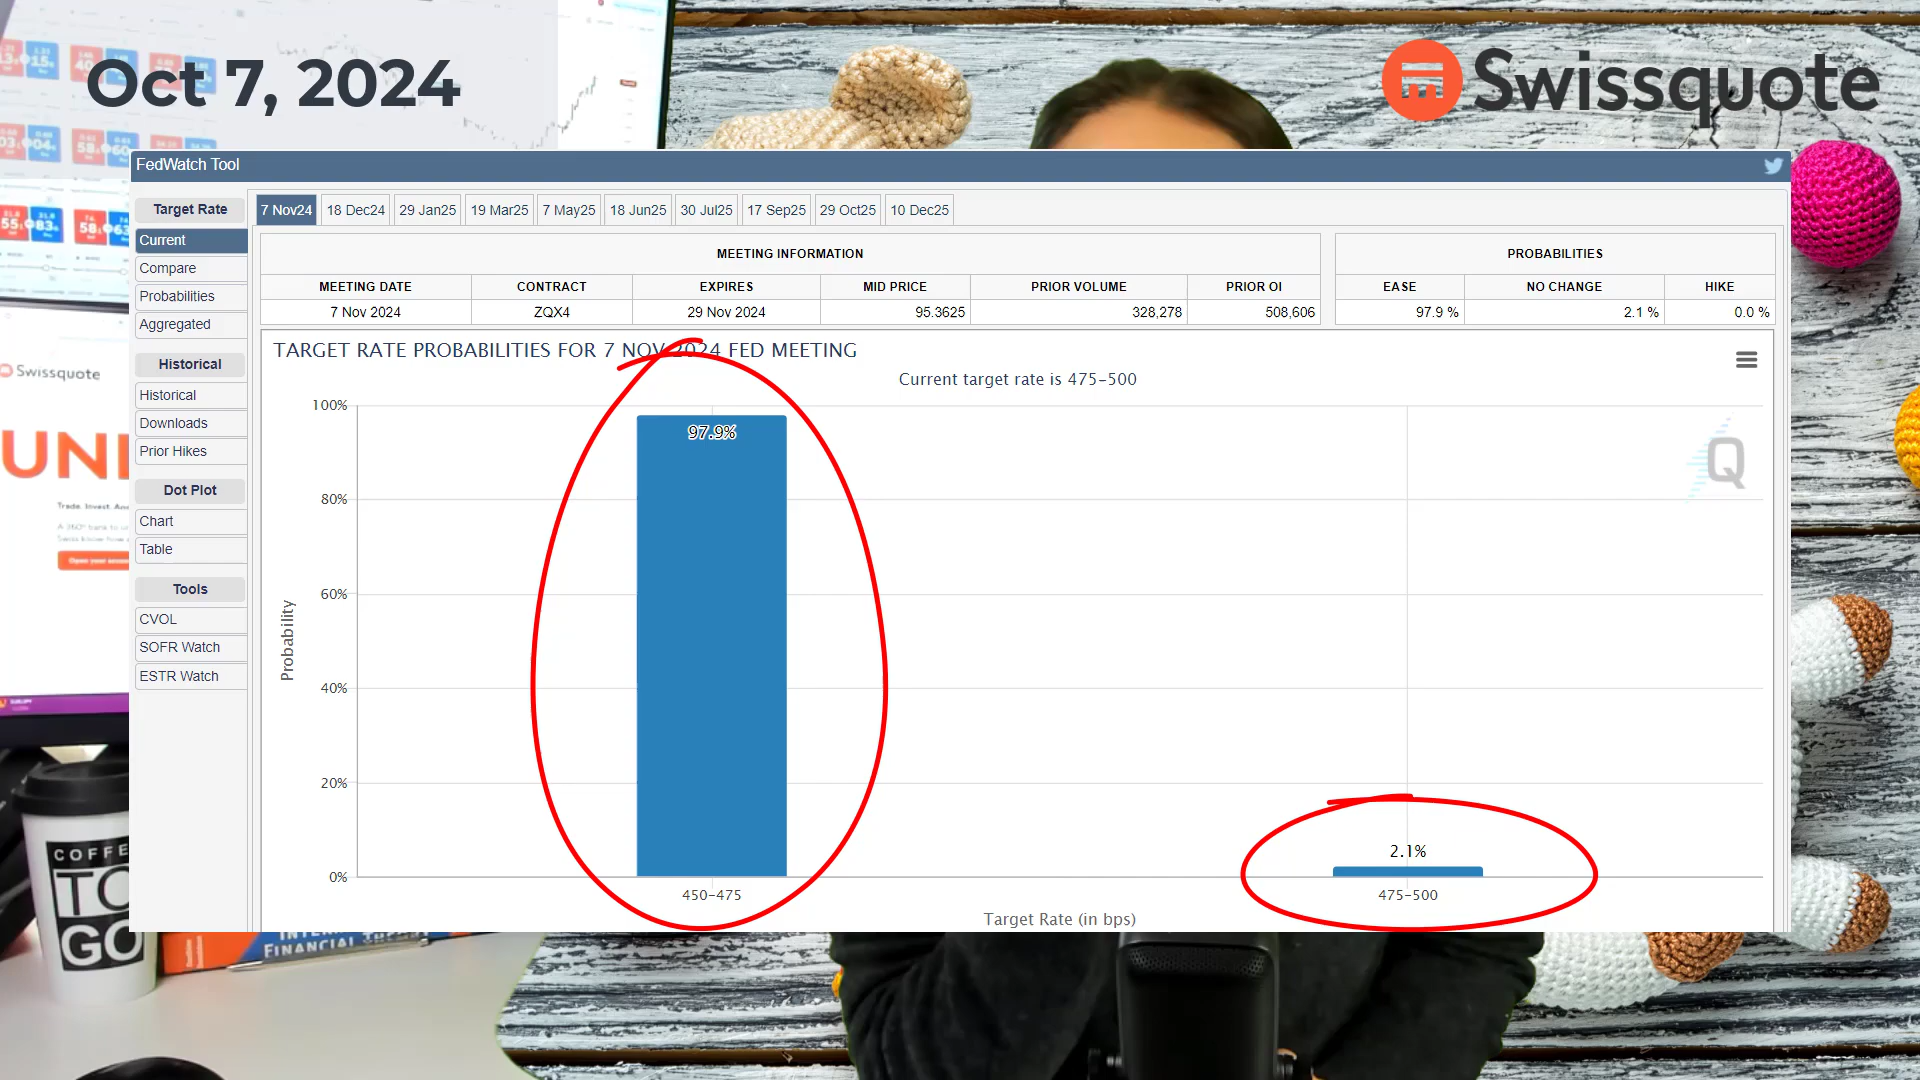 Oct 7, 2024
Swissquote
FedWatch Tool
Target Rate
Current
Compare
Probabilities
Aggregated
Historical
Historical
Downloads
Prior Hikes
Dot Plot
Chart
Table
Tools
CVOL
SOFR Watch
ESTR Watch
7 Nov24 18 Dec24 29 Jan25 19 Mar25 7 May25 18 Jun25 30 Jul25 17 Sep25 29 Oct25 10 Dec25
MEETING INFORMATION
MEETING DATE CONTRACT EXPIRES MID PRICE PRIOR VOLUME PRIOR OI
7 Nov 2024 ZQX4 29 Nov 2024 95.3625 328,278 508,606
PROBABILITIES
EASE NO CHANGE HIKE
97.9 % 2.1 % 0.0 %
TARGET RATE PROBABILITIES FOR 7 NOV 2024 FED MEETING
Current target rate is 475-500
Probability
100%
80%
60%
40%
20%
0%
97.9%
2.1%
450-475 475-500
Target Rate (in bps)
Q
Swissquote
UNI
COFFE
TO
GO
FINANCIAL